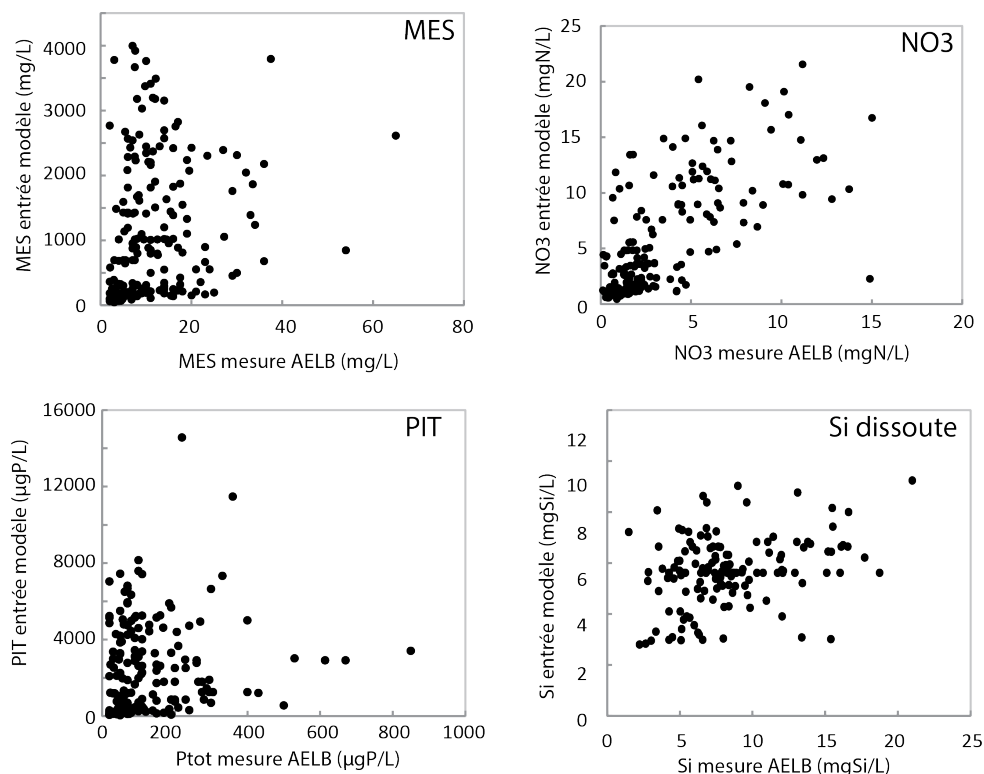 MES
MES entrée modèle (mg/L)
4000
3000
2000
1000
0
0 20 40 60 80
MES mesure AELB (mg/L)
NO3
NO3 entrée modèle (mgN/L)
25
20
15
10
5
0
0 5 10 15 20
NO3 mesure AELB (mgN/L)
PIT
PIT entrée modèle (µgP/L)
16000
12000
8000
4000
0
0 200 400 600 800 1000
Ptot mesure AELB (µgP/L)
Si dissoute
Si entrée modèle (mgSi/L)
12
10
8
6
4
2
0
0 5 10 15 20 25
Si mesure AELB (mgSi/L)